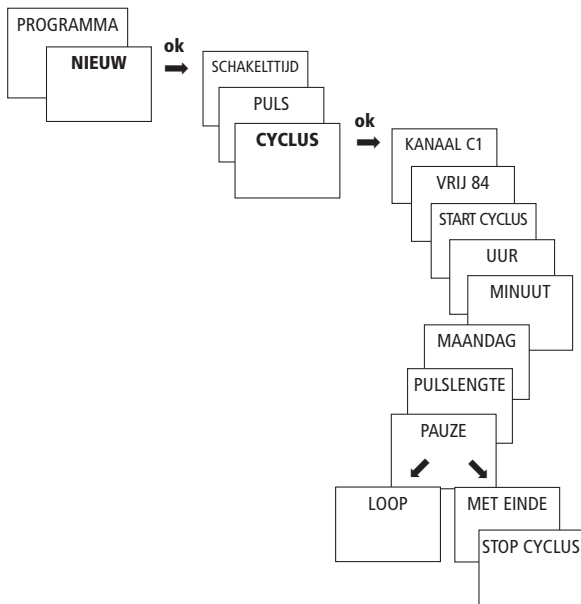 PROGRAMMA
NIEUW
ok
SCHAKELTTIJD
PULS
CYCLUS
ok
KANAAL C1
VRIJ 84
START CYCLUS
UUR
MINUUT
MAANDAG
PULSLENGTE
PAUZE
LOOP
MET EINDE
STOP CYCLUS